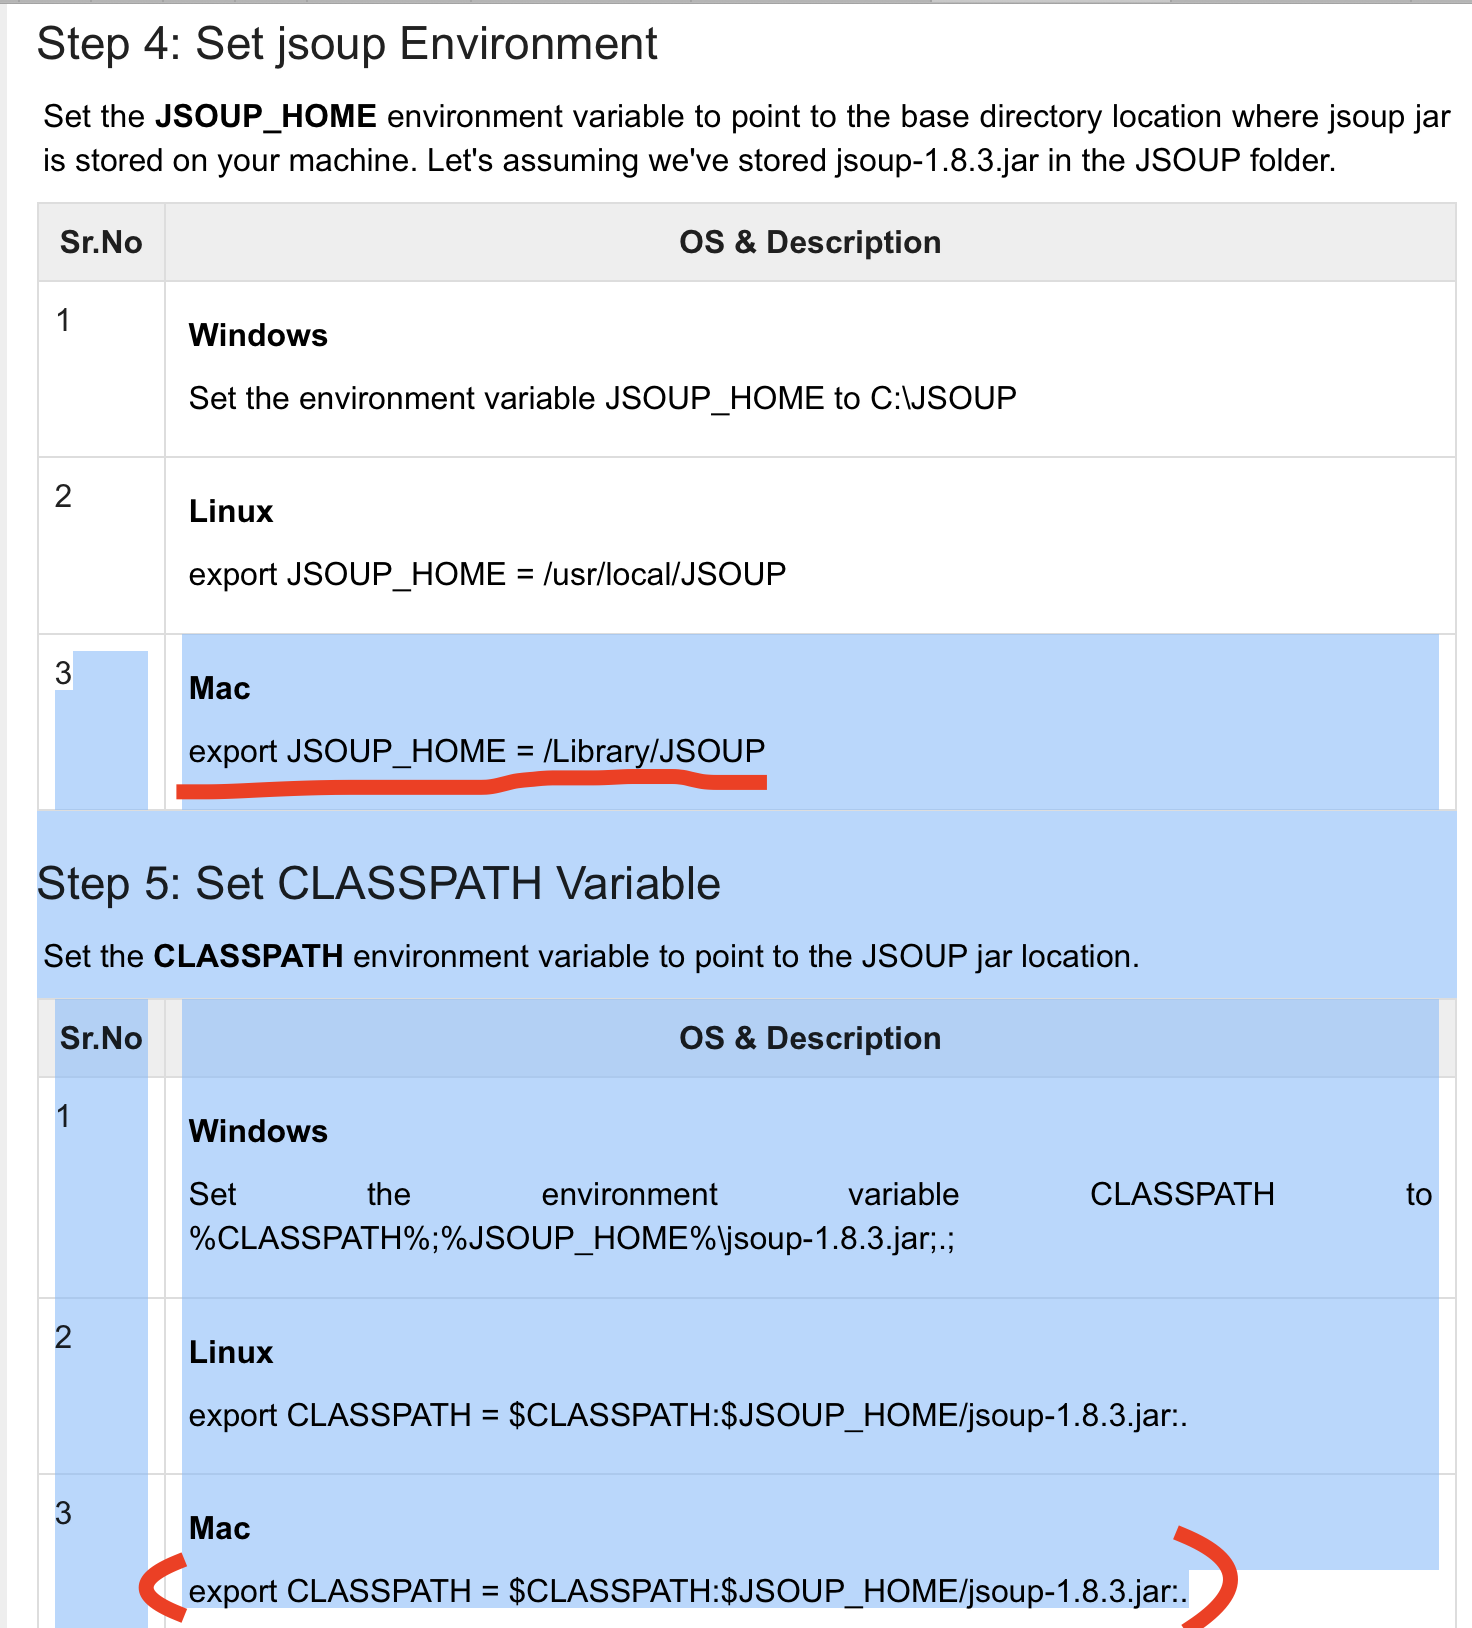 Step 4: Set jsoup Environment
Set the JSOUP_HOME environment variable to point to the base directory location where jsoup jar
is stored on your machine. Let's assuming we've stored jsoup-1.8.3.jar in the JSOUP folder.
Sr.No OS & Description
1
Windows
Set the environment variable JSOUP_HOME to C:\JSOUP
2
Linux
export JSOUP_HOME = /usr/local/JSOUP
3
Mac
export JSOUP_HOME = /Library/JSOUP
Step 5: Set CLASSPATH Variable
Set the CLASSPATH environment variable to point to the JSOUP jar location.
Sr.No OS & Description
1
Windows
Set the environment variable CLASSPATH to
%CLASSPATH%;%JSOUP_HOME%\jsoup-1.8.3.jar;.;
2
Linux
export CLASSPATH = $CLASSPATH:$JSOUP_HOME/jsoup-1.8.3.jar:.
3
Mac
export CLASSPATH = $CLASSPATH:$JSOUP_HOME/jsoup-1.8.3.jar:.